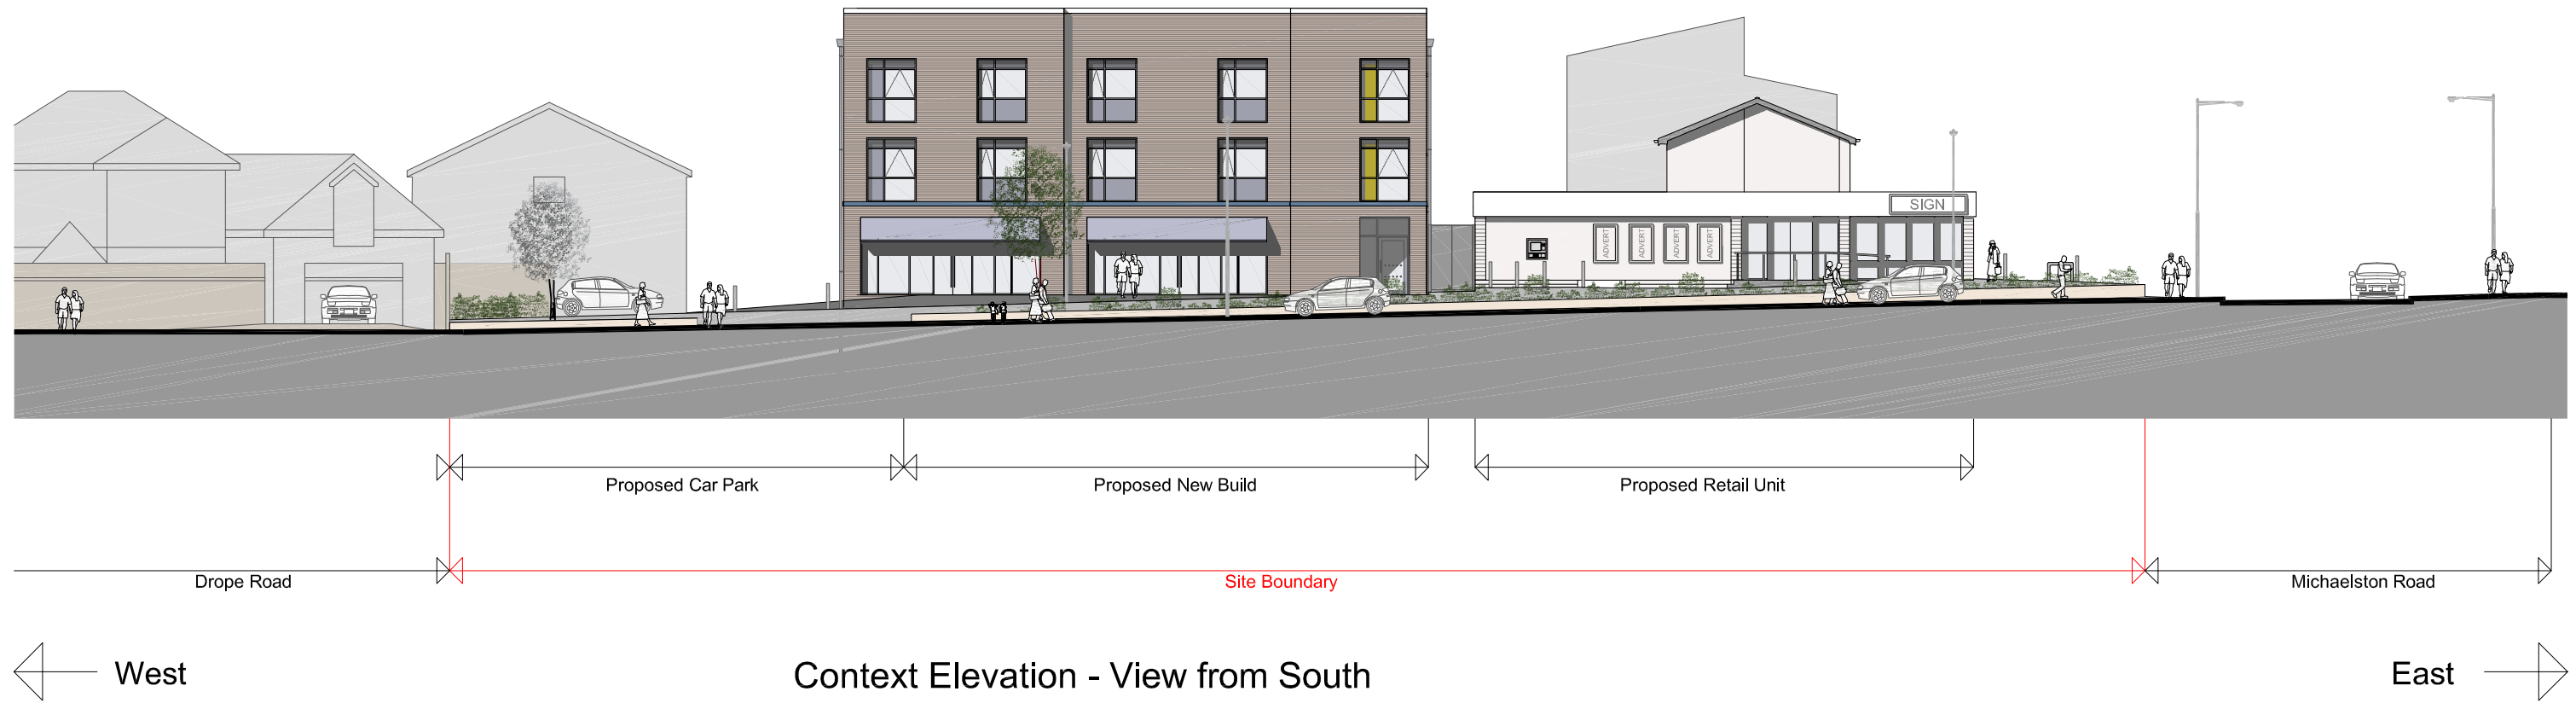 SIGN
ADVERT
ADVERT
ADVERT
ADVERT
Proposed Car Park
Proposed New Build
Proposed Retail Unit
Drope Road
Site Boundary
Michaelston Road
West
Context Elevation - View from South
East